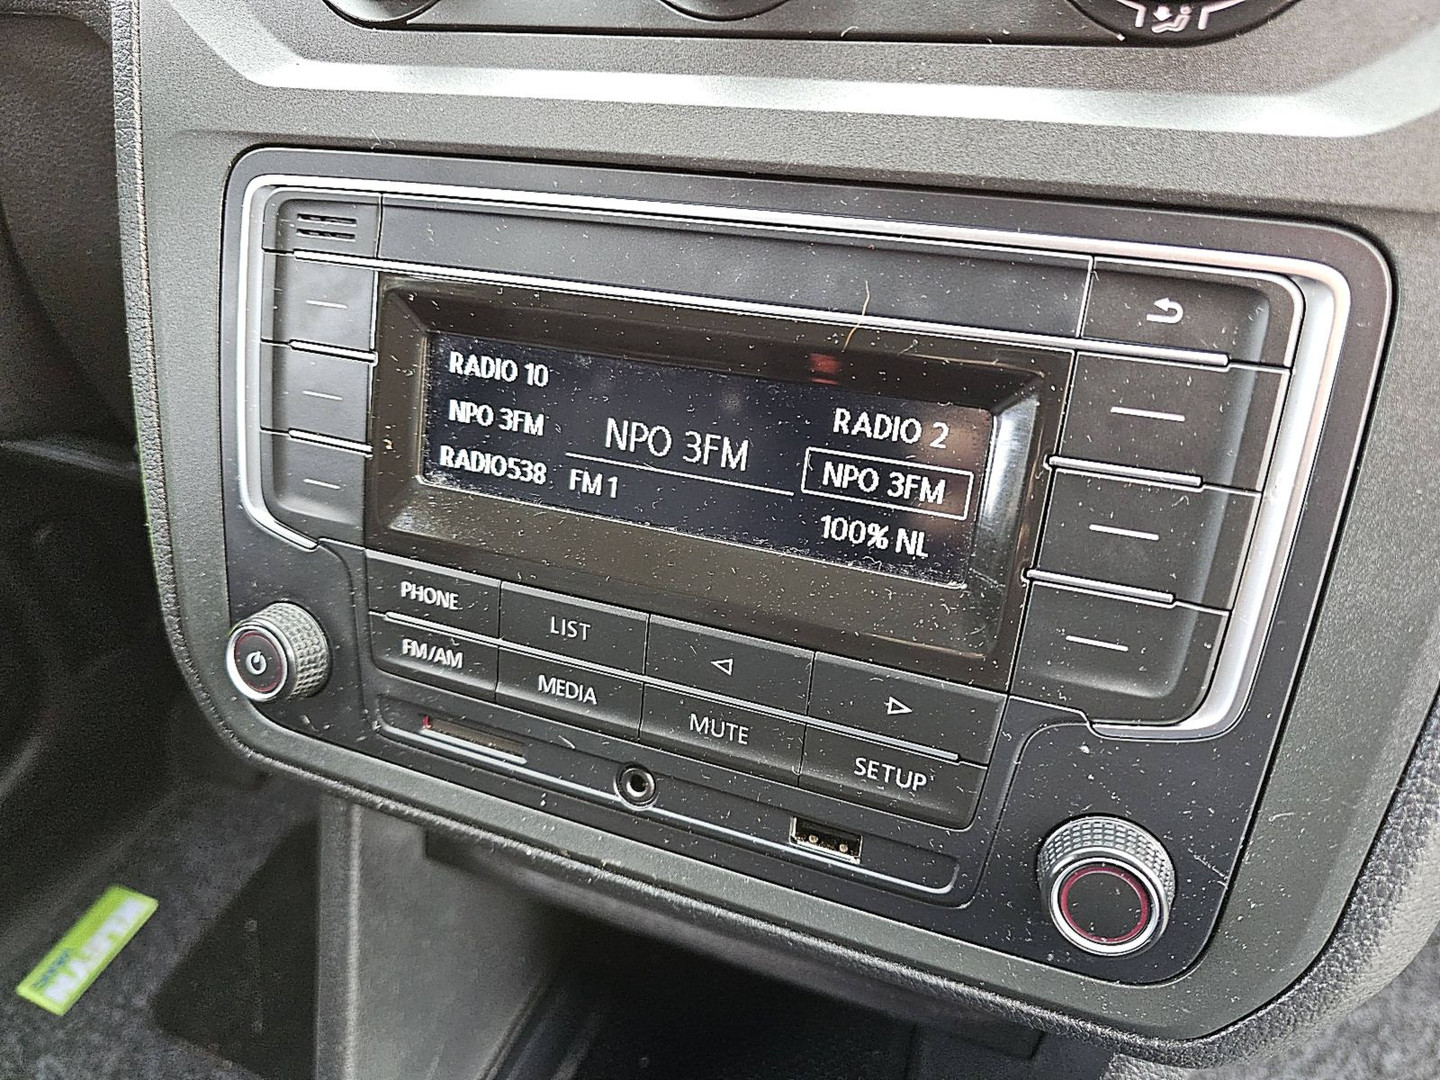 RADIO 10
NPO 3FM
RADIO538
NPO 3FM
FM 1
RADIO 2
NPO 3FM
100% NL
PHONE
LIST
FM/AM
MEDIA
MUTE
SETUP